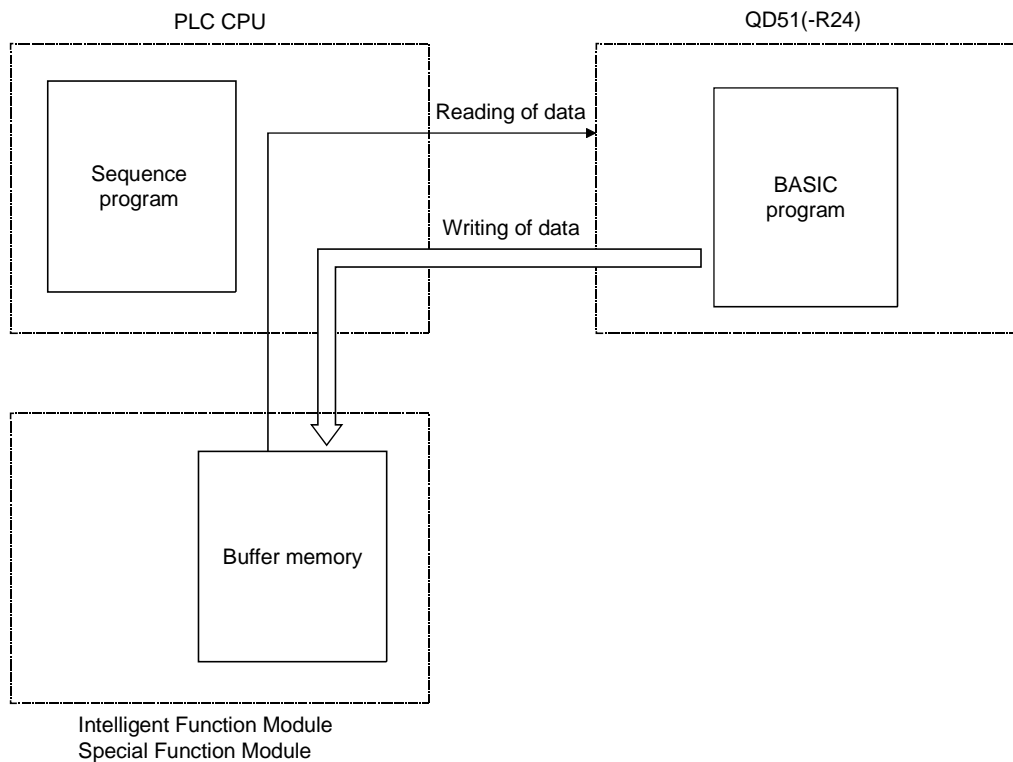 PLC CPU
QD51(-R24)
Reading of data
Sequence
program
BASIC
program
Writing of data
Buffer memory
Intelligent Function Module
Special Function Module